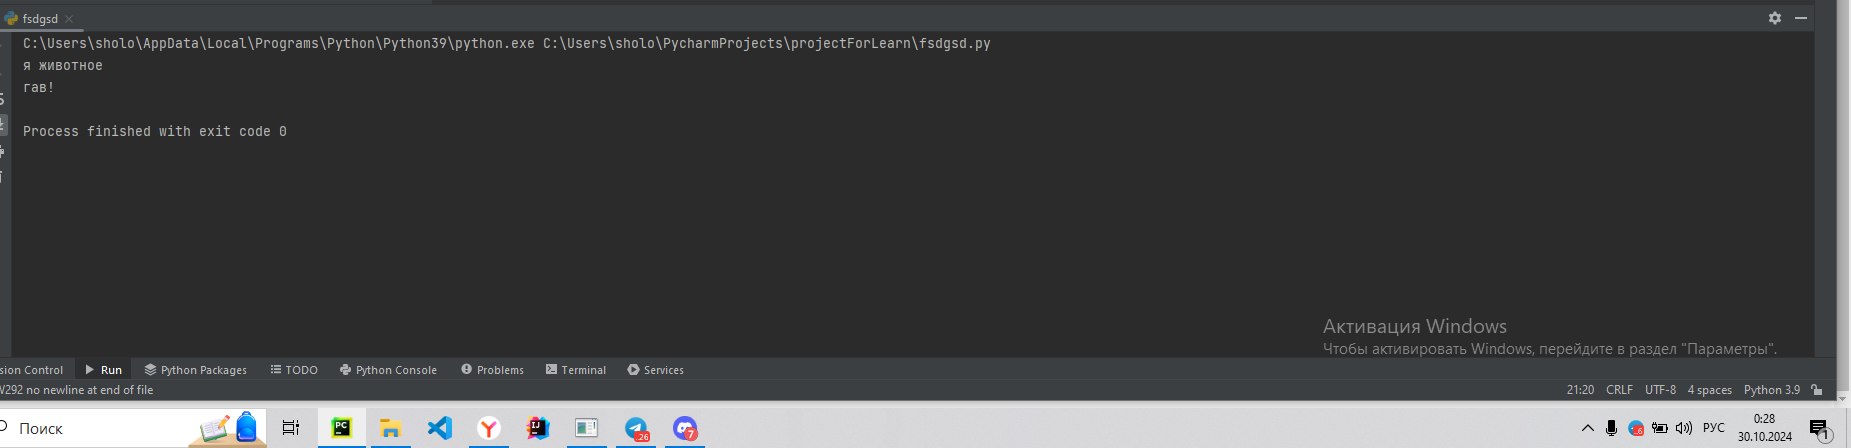 fsdgsd
C:\Users\sholo\AppData\Local\Programs\Python\Python39\python.exe C:\Users\sholo\PycharmProjects\projectForLearn\fsdgsd.py
я животное
гав!
Process finished with exit code 0
Активация Windows
Чтобы активировать Windows, перейдите в раздел "Параметры".
sion Control Run Python Packages TODO Python Console Problems Terminal Services
W292 no newline at end of file 21:20 CRLF UTF-8 4 spaces Python 3.9
Поиск PC IJ 26 7 РУС 0:28
30.10.2024 1